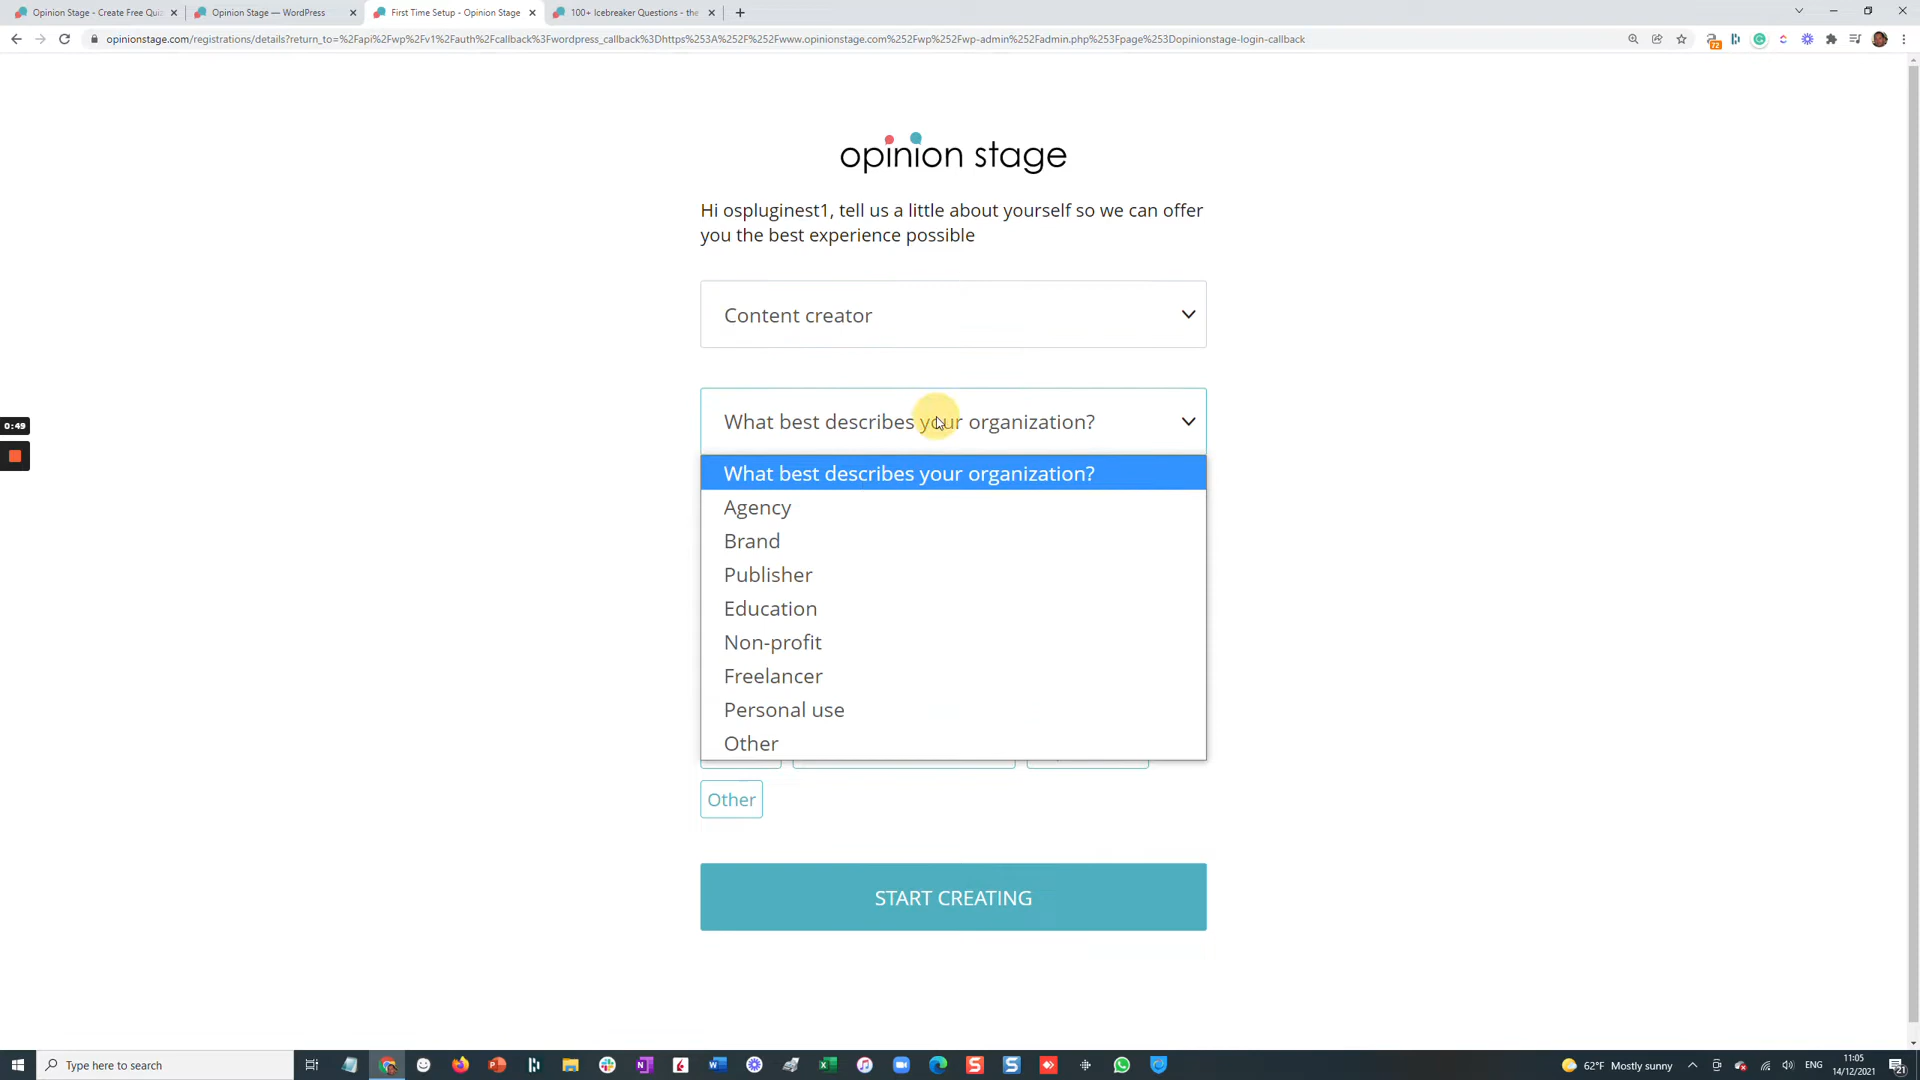 Opinion Stage - Create Free Qui
Opinion Stage — WordPress
First Time Setup - Opinion Stage
100+ Icebreaker Questions - the
opinionstage.com/registrations/details?return_to=%2Fapi%2Fwp%2Fv1%2Fauth%2Fcallback%3Fwordpress_callback%3Dhttps%253A%252F%252Fwww.opinionstage.com%252Fwp%252Fwp-admin%252Fadmin.php%253Fpage%253Dopinionstage-login-callback
72
opinion stage
Hi ospluginest1, tell us a little about yourself so we can offer
you the best experience possible
Content creator
0:49
What best describes your organization?
What best describes your organization?
Agency
Brand
Publisher
Education
Non-profit
Freelancer
Personal use
Other
Other
START CREATING
Type here to search
62°F Mostly sunny
ENG
11:05
14/12/2021
21